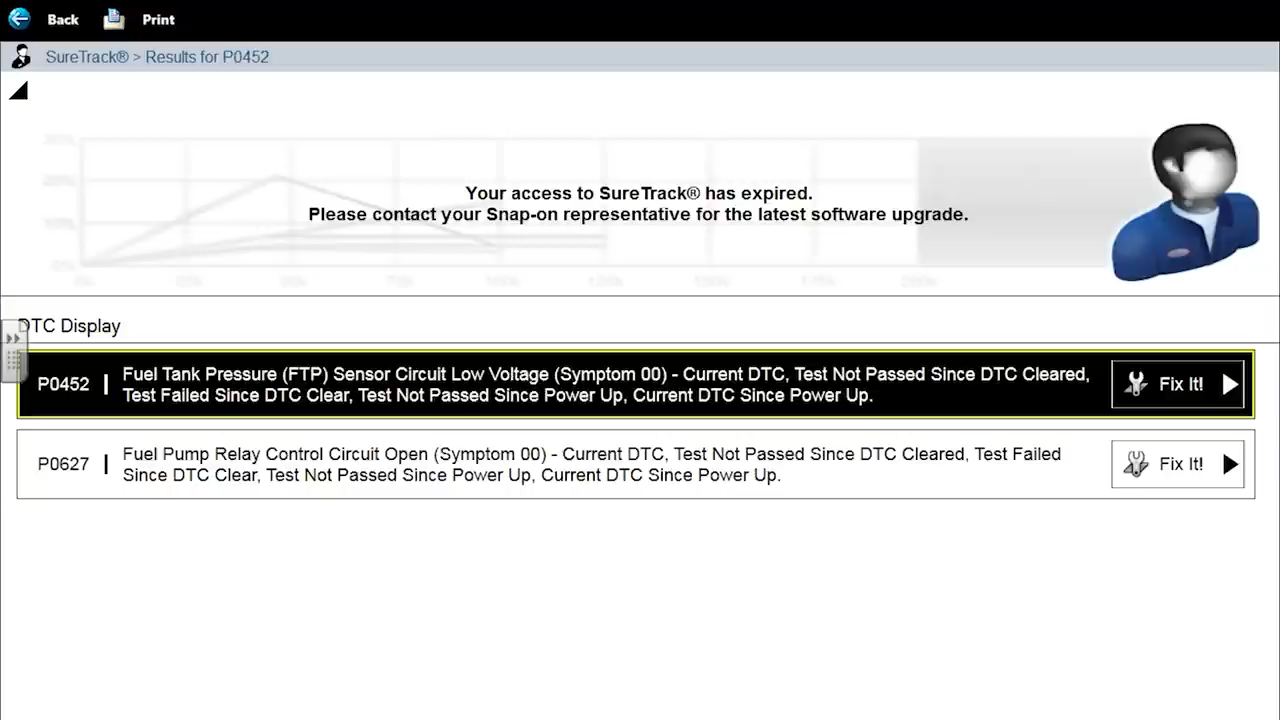 Back
Print
SureTrack® > Results for P0452
Your access to SureTrack® has expired.
Please contact your Snap-on representative for the latest software upgrade.
DTC Display
P0452
Fuel Tank Pressure (FTP) Sensor Circuit Low Voltage (Symptom 00) - Current DTC, Test Not Passed Since DTC Cleared,
Test Failed Since DTC Clear, Test Not Passed Since Power Up, Current DTC Since Power Up.
Fix It!
P0627
Fuel Pump Relay Control Circuit Open (Symptom 00) - Current DTC, Test Not Passed Since DTC Cleared, Test Failed
Since DTC Clear, Test Not Passed Since Power Up, Current DTC Since Power Up.
Fix It!